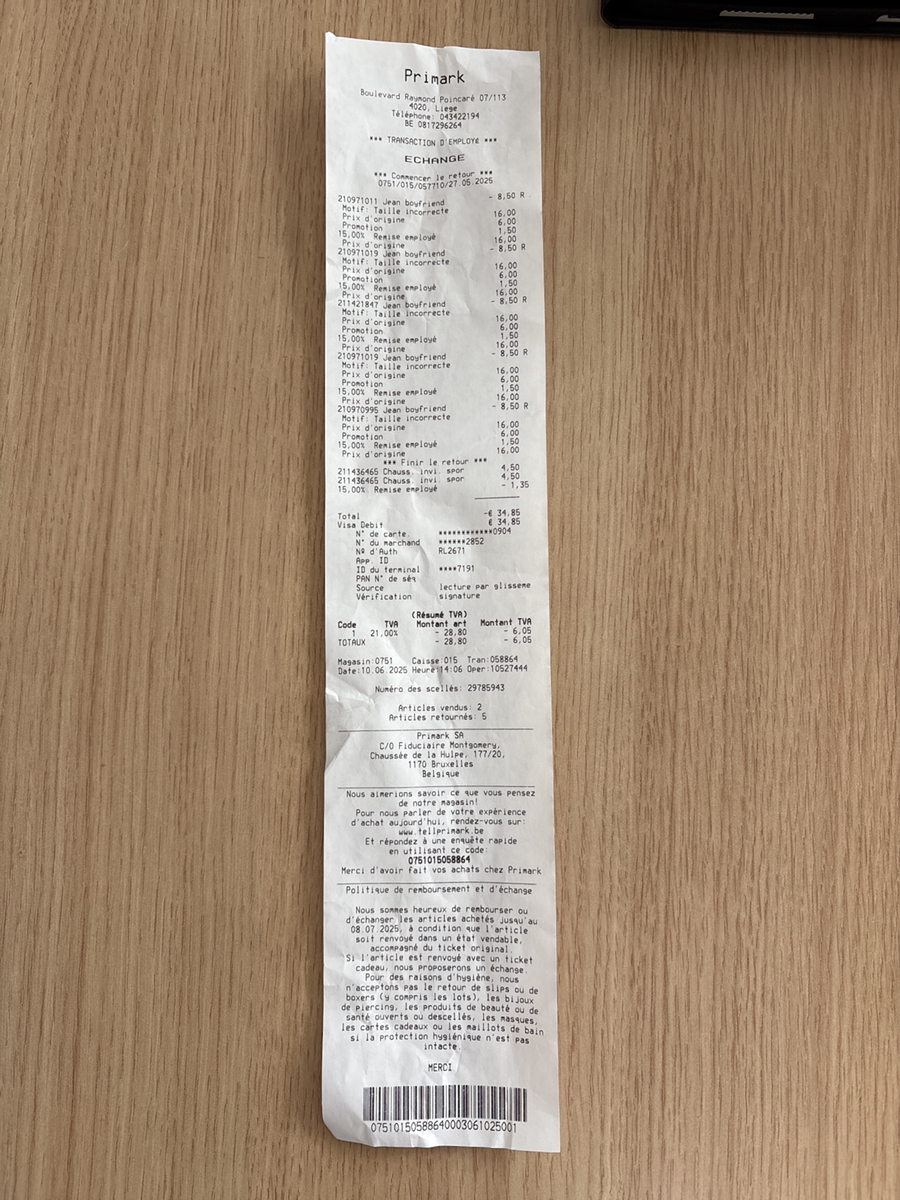 Primark
Boulevard Raymond Poincaré 07/113
4020, Liege
Téléphone: 043422194
BE 0817296264
*** TRANSACTION D'EMPLOYÉ ***
ECHANGE
*** Commencer le retour ***
0751/015/057710/27.05.2025
210971011 Jean boyfriend - 8,50 R
Motif: Taille incorrecte
Prix d'origine 16,00
Promotion 6,00
15,00% Remise employé 1,50
Prix d'origine 16,00
210971019 Jean boyfriend - 8,50 R
Motif: Taille incorrecte
Prix d'origine 16,00
Promotion 6,00
15,00% Remise employé 1,50
Prix d'origine 16,00
211421847 Jean boyfriend - 8,50 R
Motif: Taille incorrecte
Prix d'origine 16,00
Promotion 6,00
15,00% Remise employé 1,50
Prix d'origine 16,00
210971019 Jean boyfriend - 8,50 R
Motif: Taille incorrecte
Prix d'origine 16,00
Promotion 6,00
15,00% Remise employé 1,50
Prix d'origine 16,00
210970995 Jean boyfriend - 8,50 R
Motif: Taille incorrecte
Prix d'origine 16,00
Promotion 6,00
15,00% Remise employé 1,50
Prix d'origine 16,00
*** Finir le retour ***
211436465 Chauss. invi. spor 4,50
211436465 Chauss. invi. spor 4,50
15,00% Remise employé - 1,35
Total -€ 34,85
Visa Debit € 34,85
N° de carte. ************0904
N° du marchand ******2852
Nº d'Auth RL2671
App. ID
ID du terminal ****7191
PAN N° de séq
Source lecture par glisseme
Vérification signature
(Résumé TVA)
Code TVA Montant art Montant TVA
1 21,00% - 28,80 - 6,05
TOTAUX - 28,80 - 6,05
Magasin:0751 Caisse:015 Tran:058864
Date:10.06.2025 Heure:14:06 Oper:10527444
Numéro des scellés: 29785943
Articles vendus: 2
Articles retournés: 5
Primark SA
C/O Fiduciaire Montgomery,
Chaussée de la Hulpe, 177/20,
1170 Bruxelles
Belgique
Nous aimerions savoir ce que vous pensez
de notre magasin!
Pour nous parler de votre expérience
d'achat aujourd'hui, rendez-vous sur:
www.tellprimark.be
Et répondez à une enquête rapide
en utilisant ce code:
0751015058864
Merci d'avoir fait vos achats chez Primark
Politique de remboursement et d'échange
Nous sommes heureux de rembourser ou
d'échanger les articles achetés jusqu'au
08.07.2025, à condition que l'article
soit renvoyé dans un état vendable,
accompagné du ticket original.
Si l'article est renvoyé avec un ticket
cadeau, nous proposerons un échange.
Pour des raisons d'hygiène, nous
n'acceptons pas le retour de slips ou de
boxers (y compris les lots), les bijoux
de piercing, les produits de beauté ou de
santé ouverts ou descellés, les masques,
les cartes cadeaux ou les maillots de bain
si la protection hygiénique n'est pas
intacte.
MERCI
07510150588640003061025001